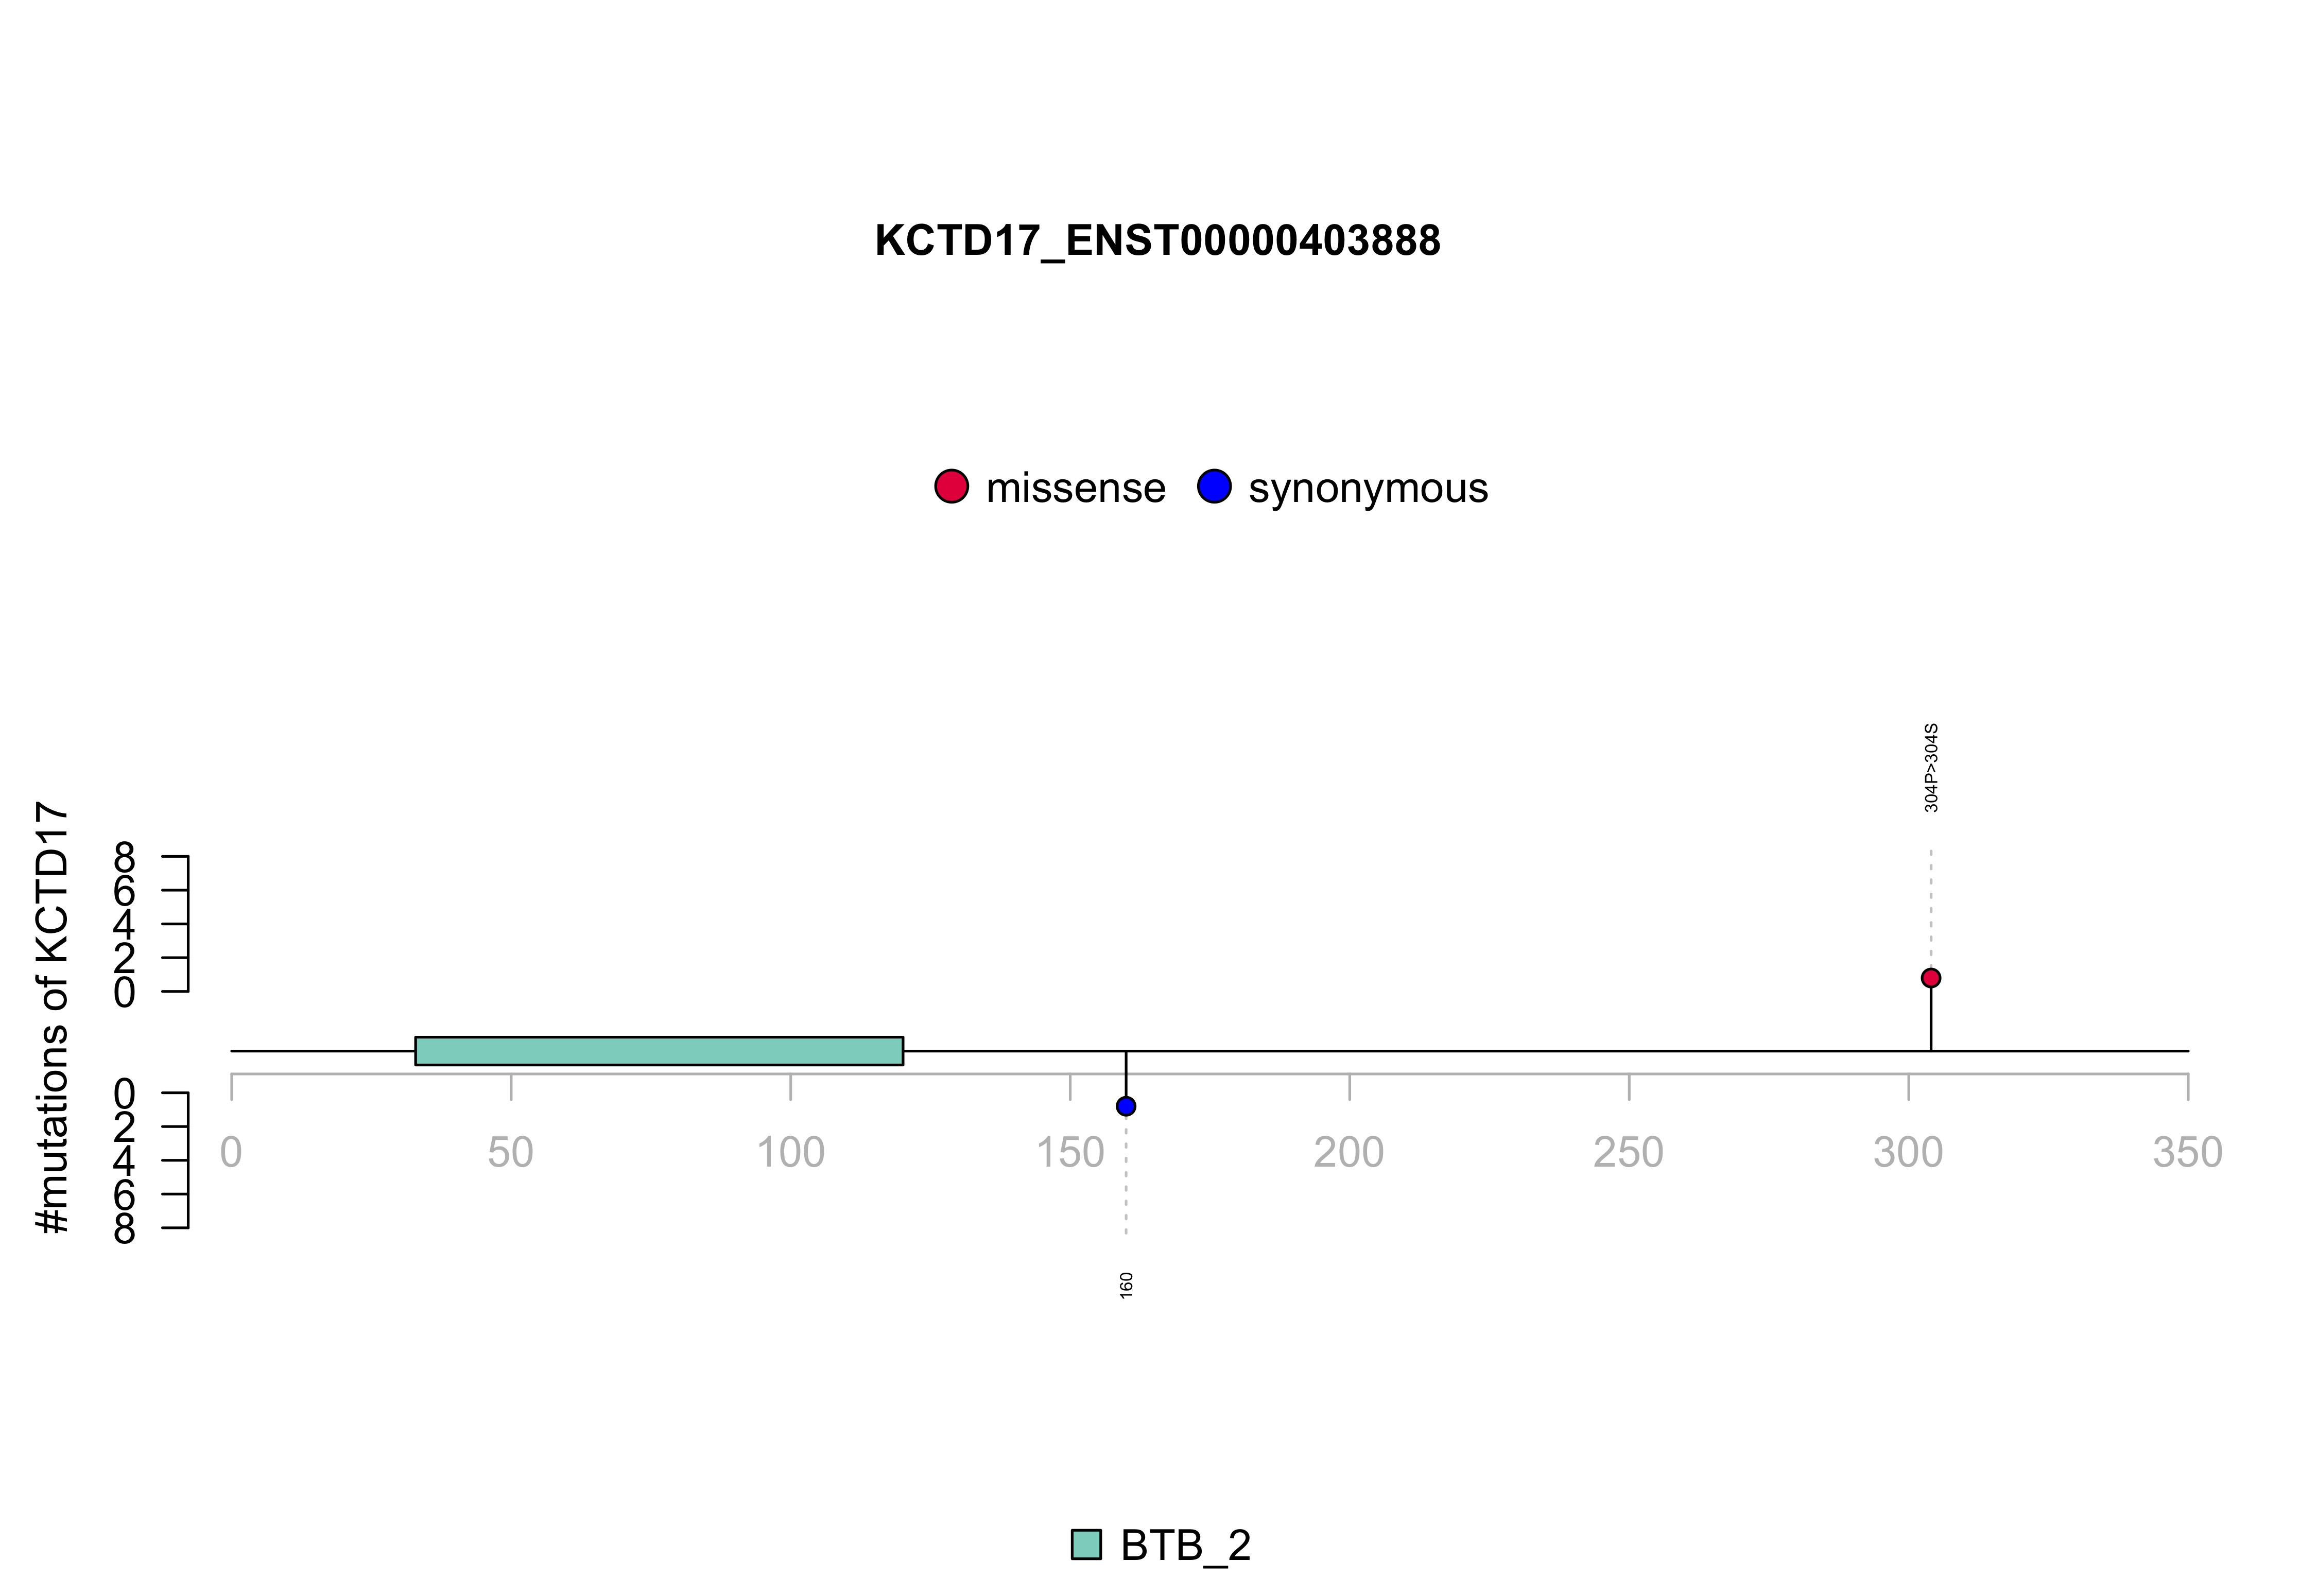 KCTD17_ENST00000403888
missense synonymous
304P>304S
#mutations of KCTD17
8
6
4
2
0
0
2
4
6
8
0 50 100 150 200 250 300 350
160
BTB_2